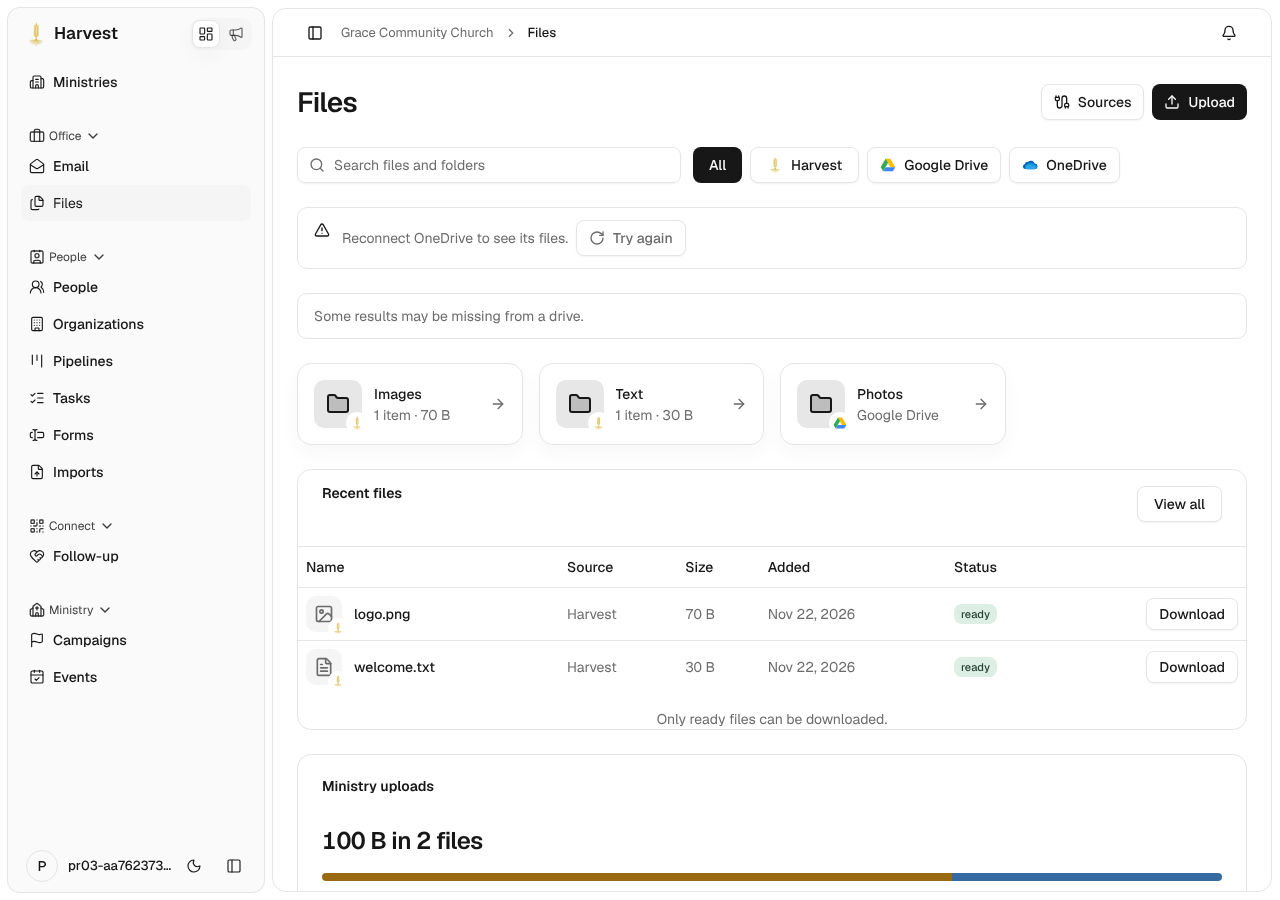 Harvest
Ministries
Office
Email
Files
People
People
Organizations
Pipelines
Tasks
Forms
Imports
Connect
Follow-up
Ministry
Campaigns
Events
P pr03-aa762373...
Grace Community Church > Files
Files
Sources
Upload
Search files and folders
All
Harvest
Google Drive
OneDrive
Reconnect OneDrive to see its files.
Try again
Some results may be missing from a drive.
Images
1 item · 70 B
Text
1 item · 30 B
Photos
Google Drive
Recent files
View all
Name Source Size Added Status
logo.png Harvest 70 B Nov 22, 2026 ready Download
welcome.txt Harvest 30 B Nov 22, 2026 ready Download
Only ready files can be downloaded.
Ministry uploads
100 B in 2 files